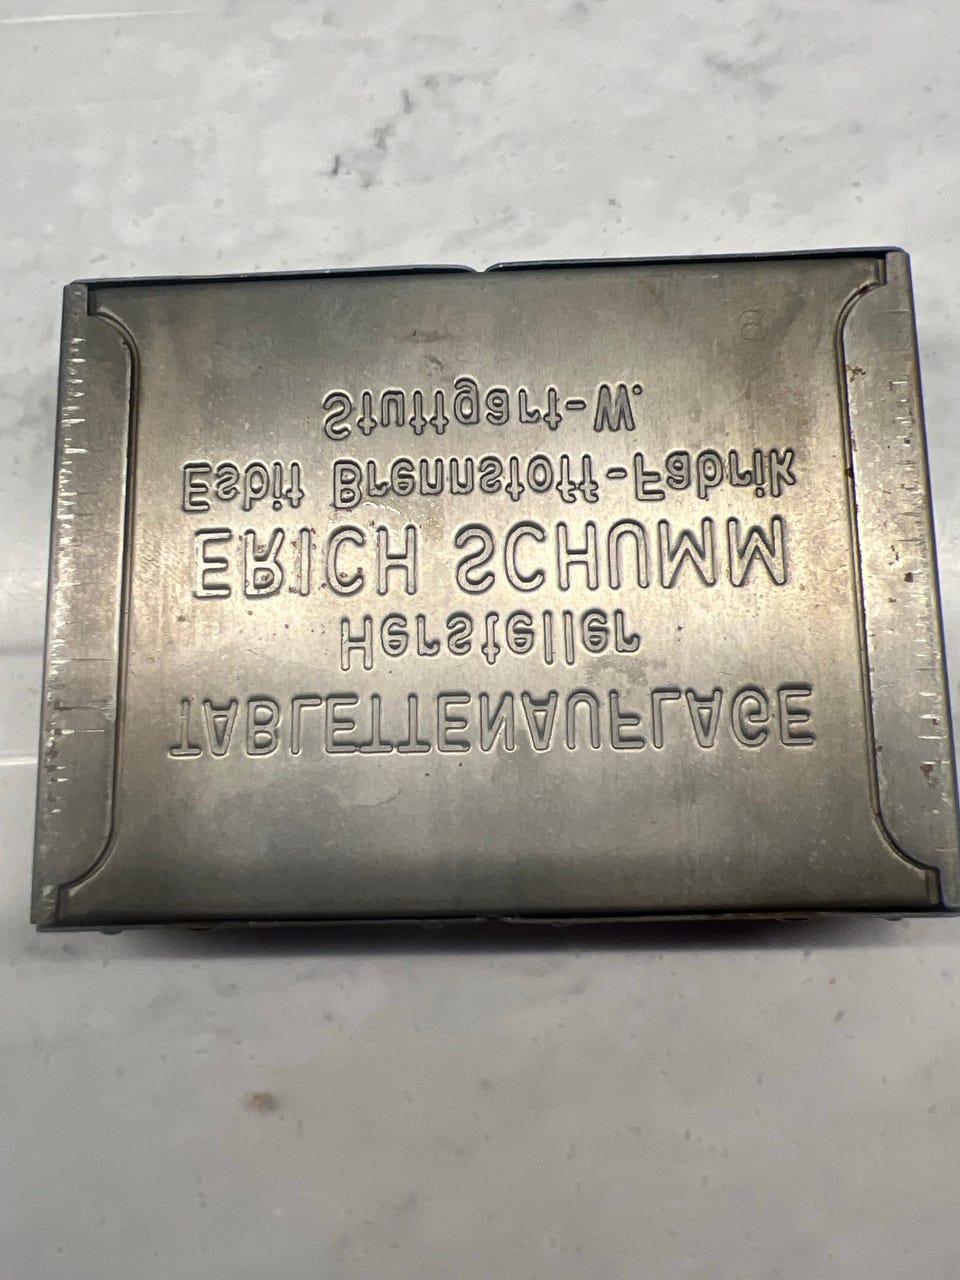 TABLETTENAUFLAGE
Hersteller
ERICH SCHUMM
Esbit Brennstoff-Fabrik
Stuttgart-W.